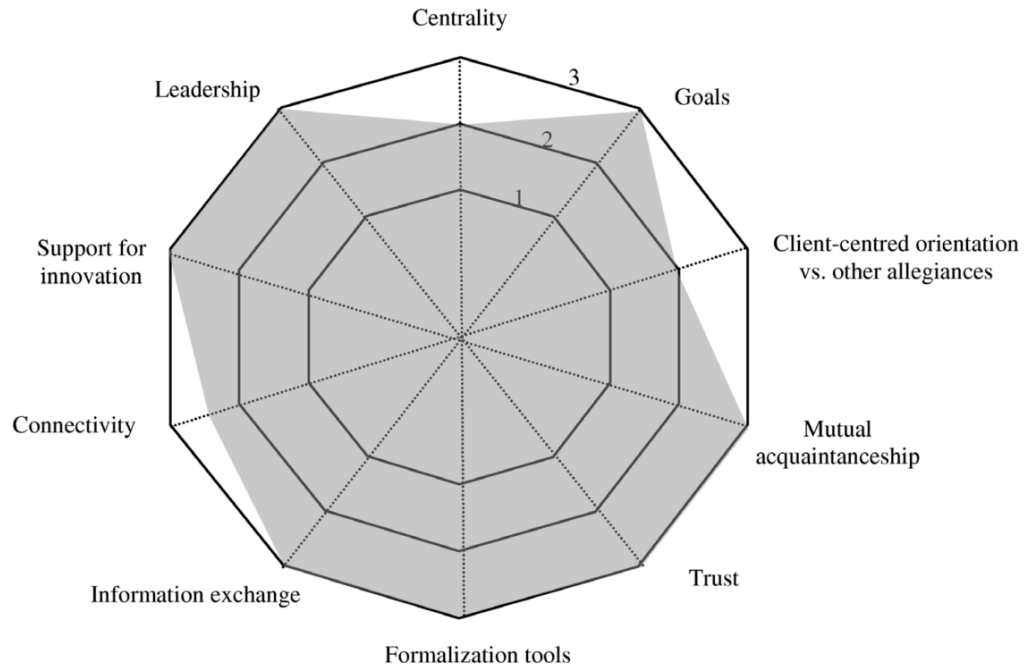 Centrality
3
Leadership
Goals
2
1
Support for
innovation
Client-centred orientation
vs. other allegiances
Connectivity
Mutual
acquaintanceship
Information exchange
Trust
Formalization tools